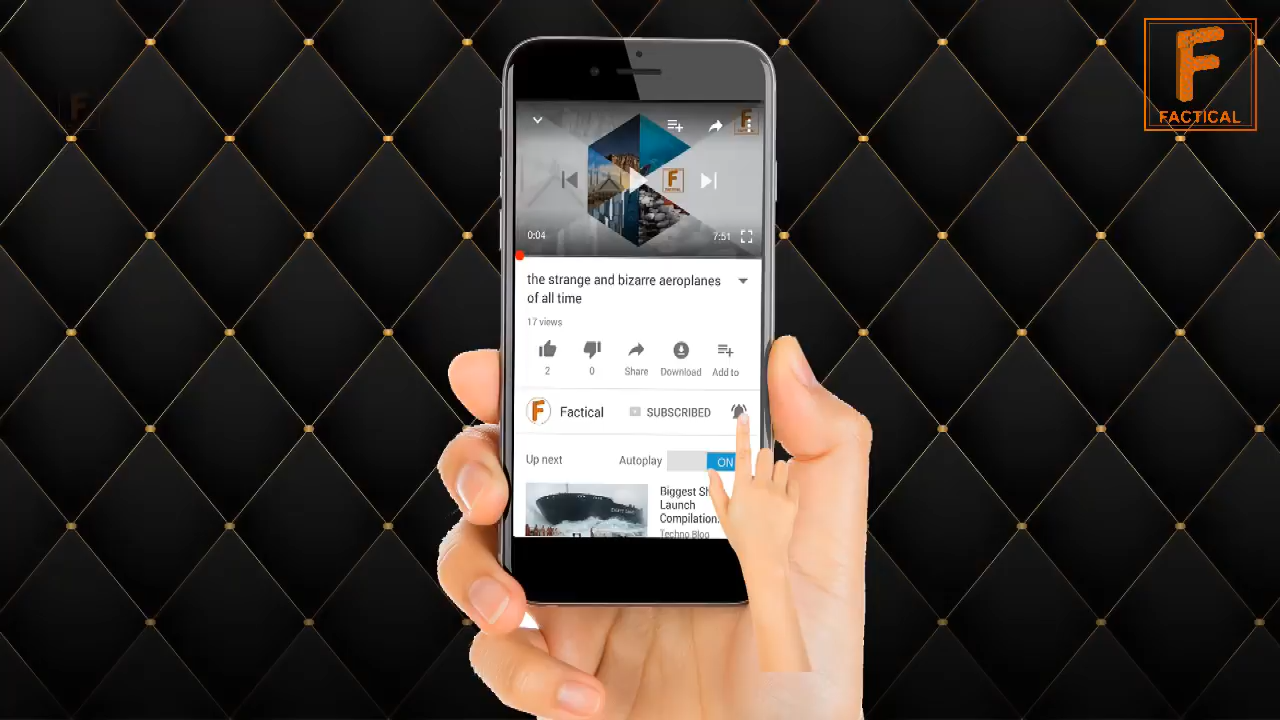 F
FACTICAL
F
FACTICAL
0:04
7:51
the strange and bizarre aeroplanes
of all time
17 views
2
0
Share
Download
Add to
F
Factical
SUBSCRIBED
Up next
Autoplay
ON
Biggest Sh
Launch
Compilation.
Techno Blog